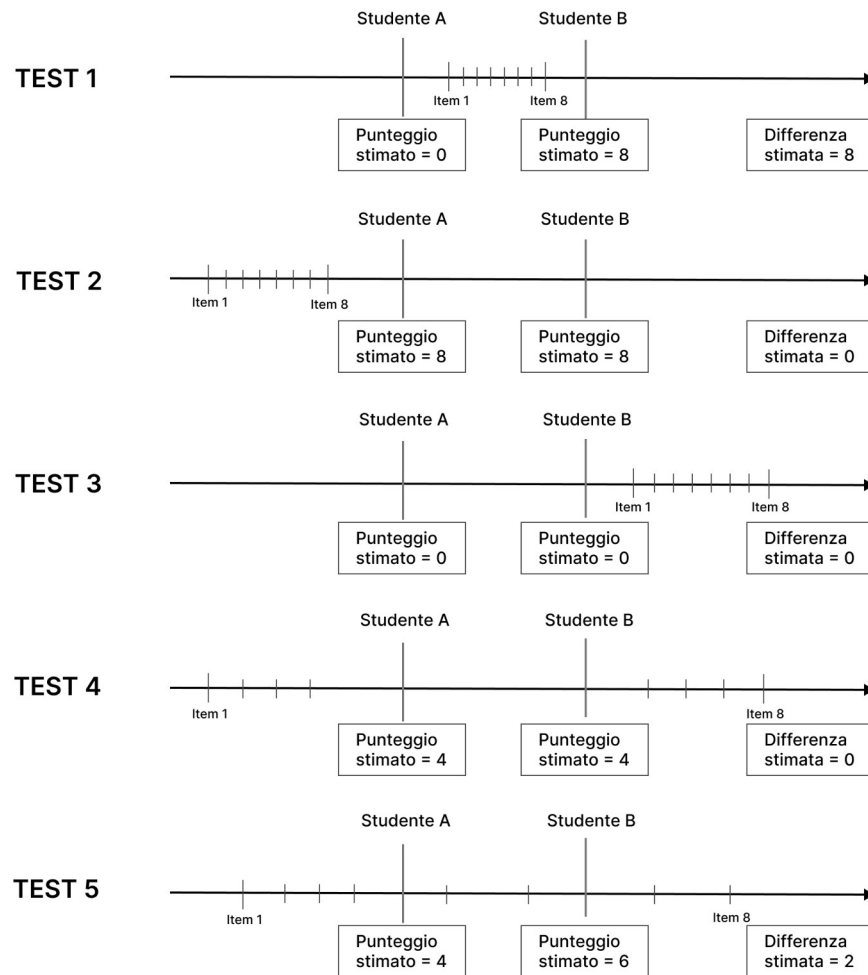 Studente A
Studente B
TEST 1
Item 1
Item 8
Punteggio
stimato = 0
Punteggio
stimato = 8
Differenza
stimata = 8
Studente A
Studente B
TEST 2
Item 1
Item 8
Punteggio
stimato = 8
Punteggio
stimato = 8
Differenza
stimata = 0
Studente A
Studente B
TEST 3
Item 1
Item 8
Punteggio
stimato = 0
Punteggio
stimato = 0
Differenza
stimata = 0
Studente A
Studente B
TEST 4
Item 1
Item 8
Punteggio
stimato = 4
Punteggio
stimato = 4
Differenza
stimata = 0
Studente A
Studente B
TEST 5
Item 1
Item 8
Punteggio
stimato = 4
Punteggio
stimato = 6
Differenza
stimata = 2